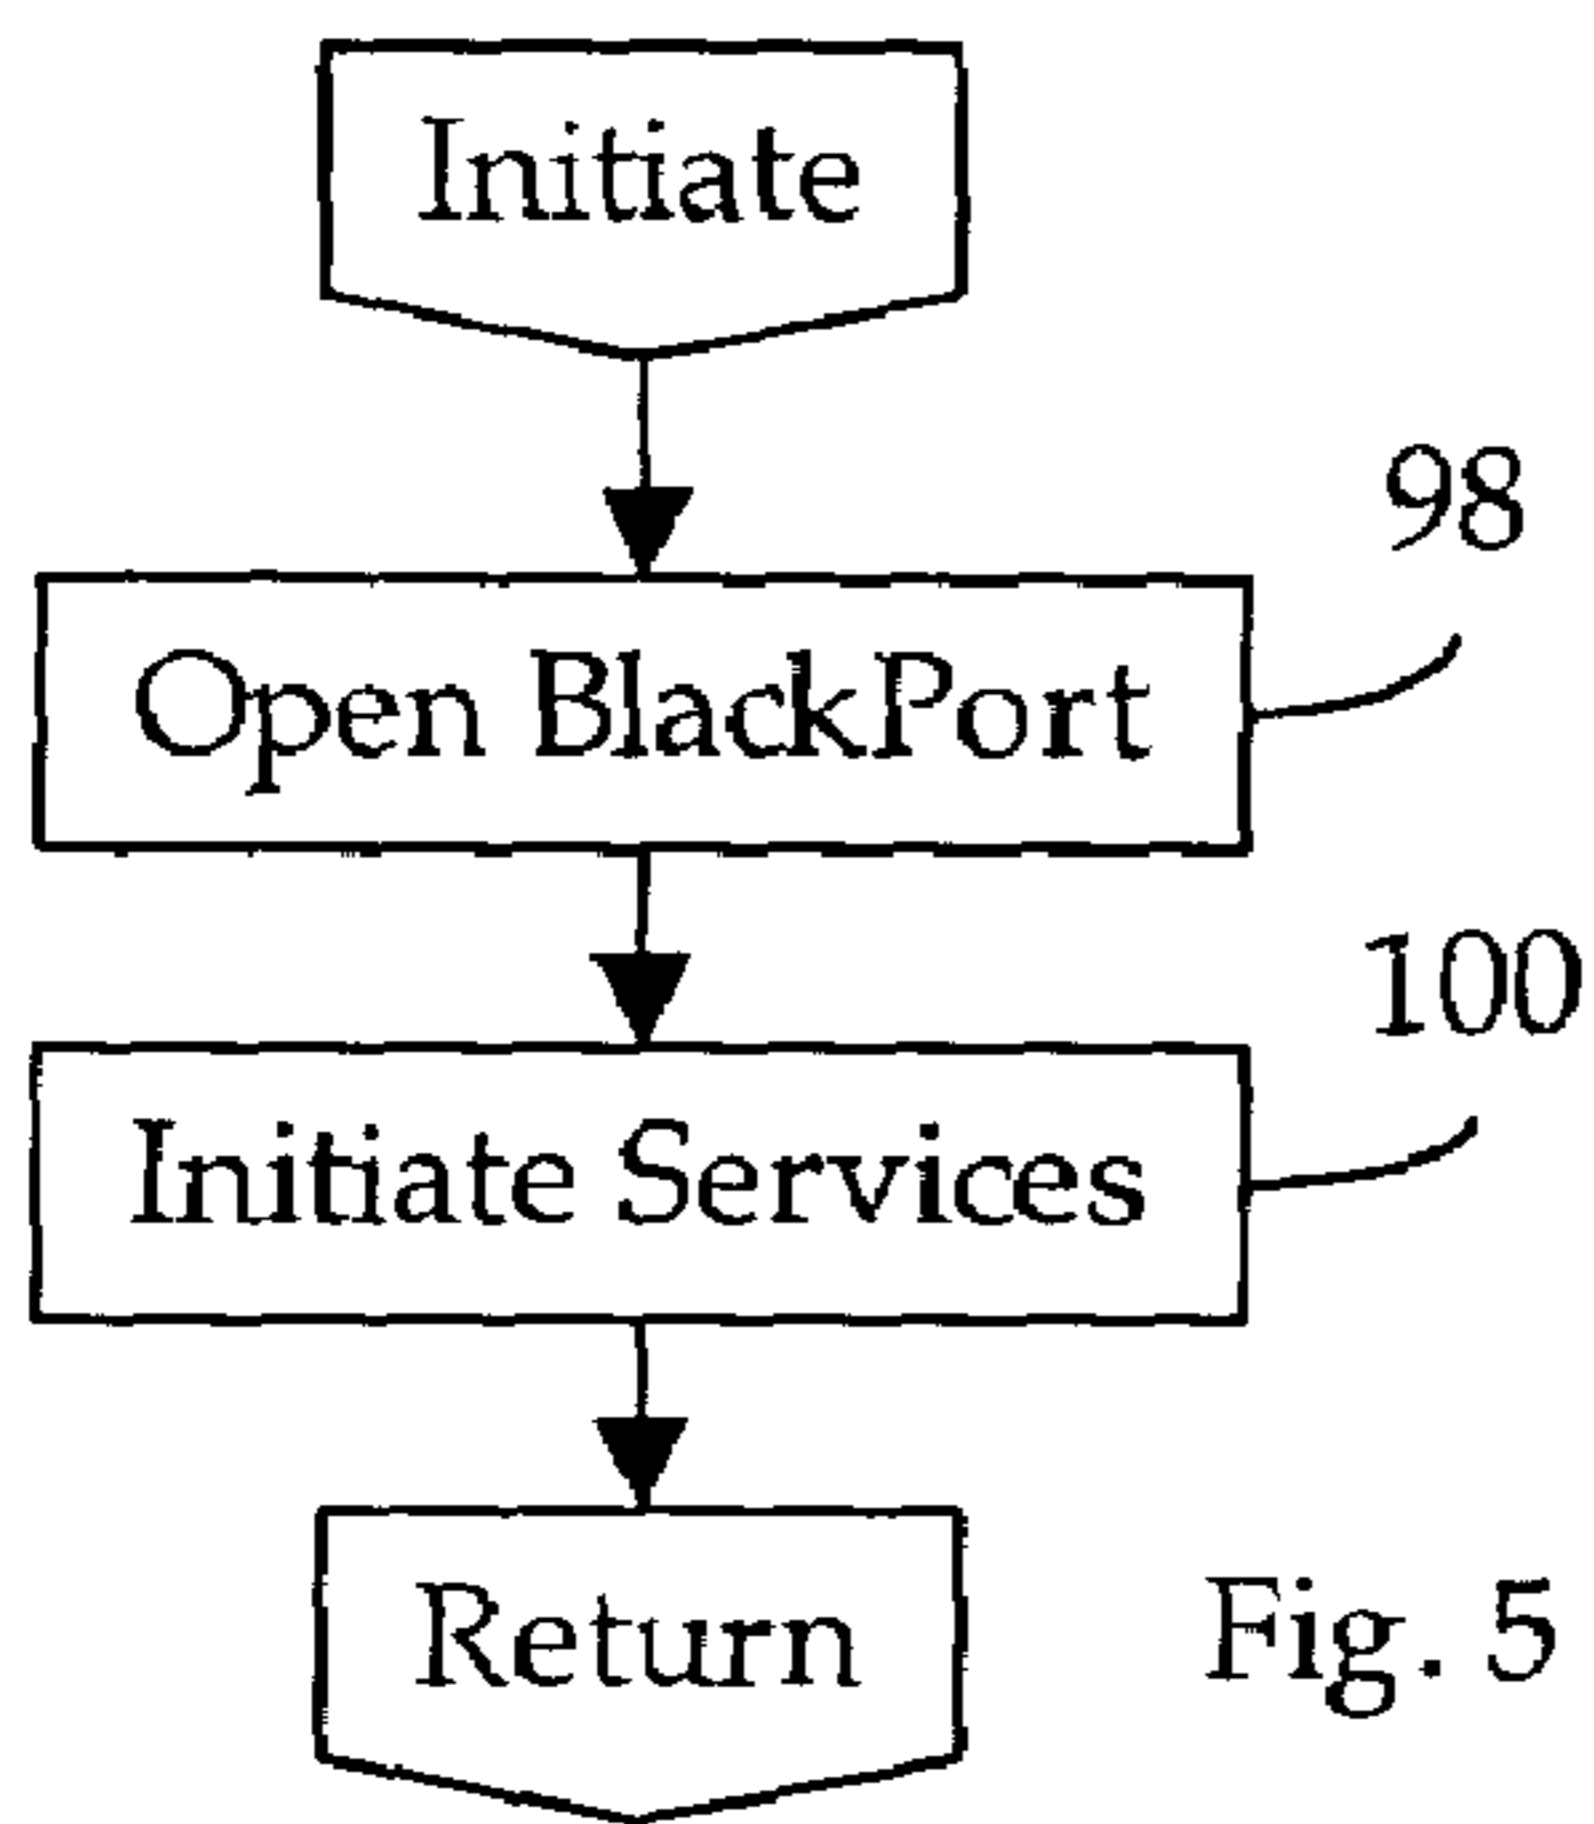 Initiate
98
Open BlackPort
100
Initiate Services
Return
Fig. 5